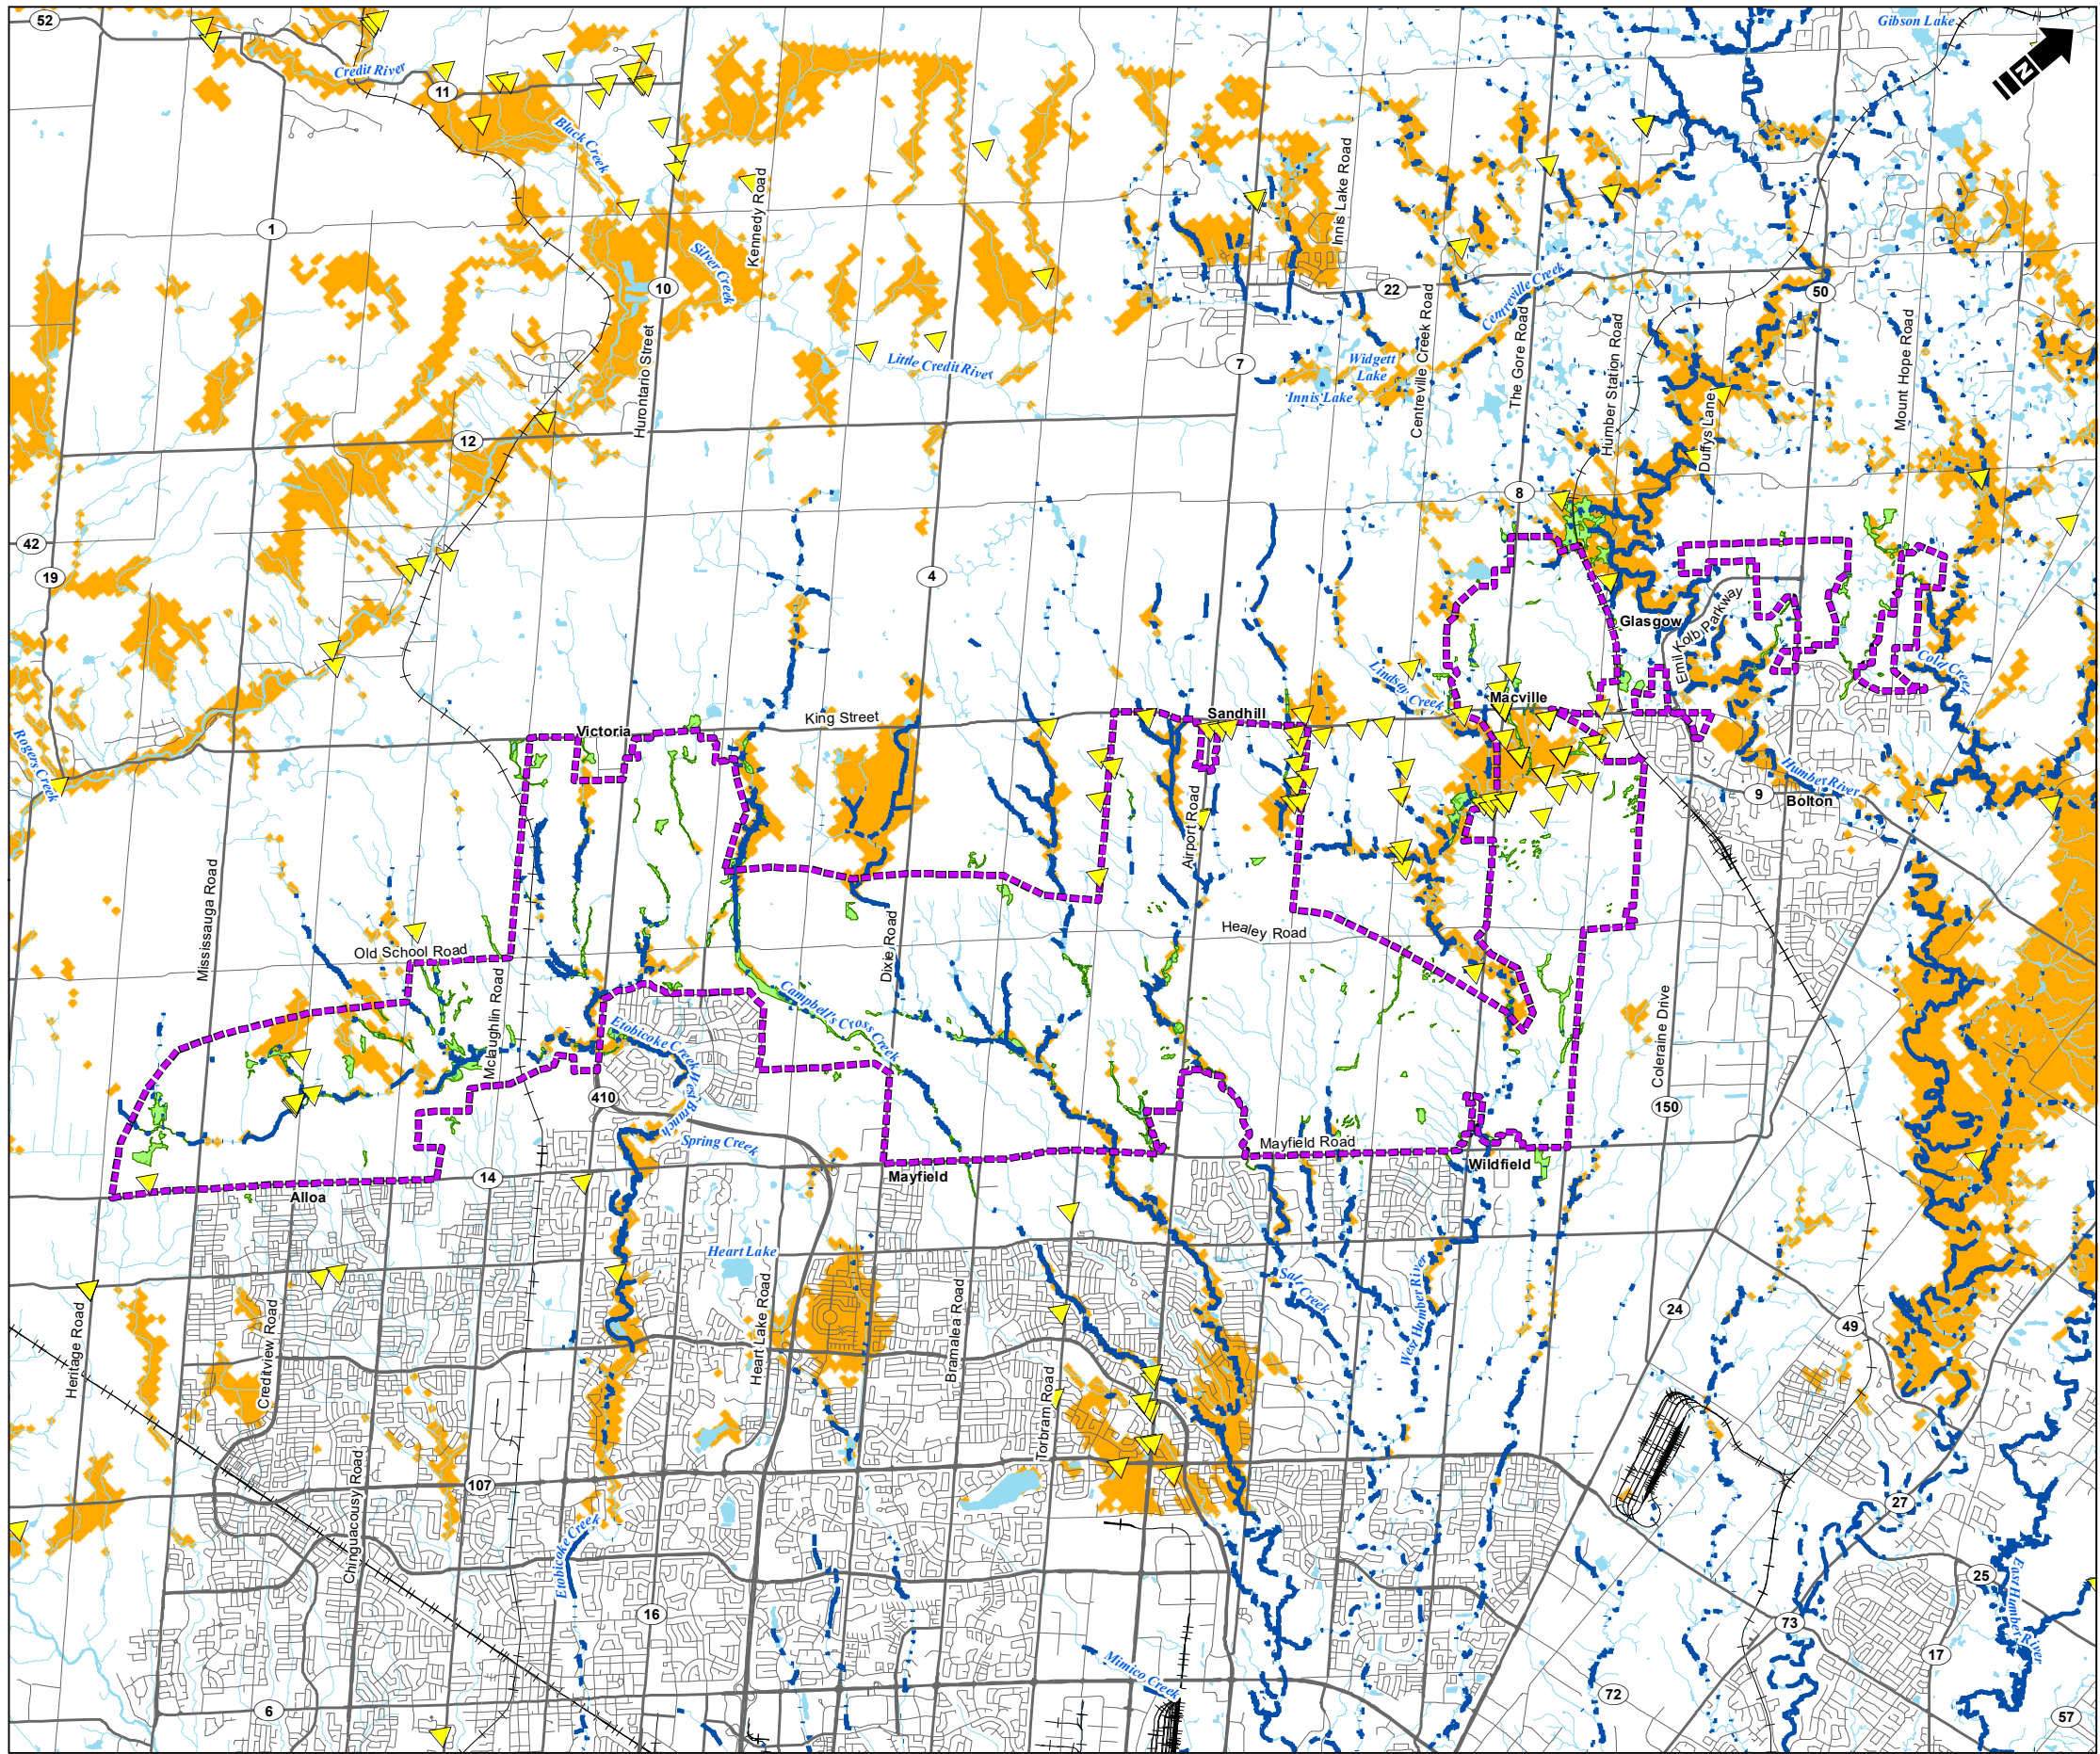 52
Gibson Lake
N
Credit River
11
Black Creek
Kennedy Road
Innis Lake Road
1
Silver Creek
10
22
Centreville Creek
50
Hurontario Street
Centreville Creek Road
The Gore Road
Humber Station Road
Mount Hope Road
Little Credit River
7
Widgett
Lake
Innis Lake
Duffys Lane
12
8
42
19
4
Glasgow
Emil Kolb Parkway
Cold Creek
Lindsay Creek
Macville
King Street
Sandhill
Victoria
Rogers Creek
Humber River
9
Bolton
Airport Road
Mississauga Road
Old School Road
Dixie Road
Healey Road
Mclaughlin Road
Campbell's Cross Creek
Coleraine Drive
Etobicoke Creek West Branch
410
150
Spring Creek
Mayfield Road
14
Mayfield
Wildfield
Alloa
Heart Lake
Salt Creek
West Humber River
Heritage Road
Creditview Road
Heart Lake Road
Bramalea Road
24
49
Torbram Road
Chinguacousy Road
107
27
Etobicoke Creek
25
East Humber River
16
73
17
Mimico Creek
6
72
57